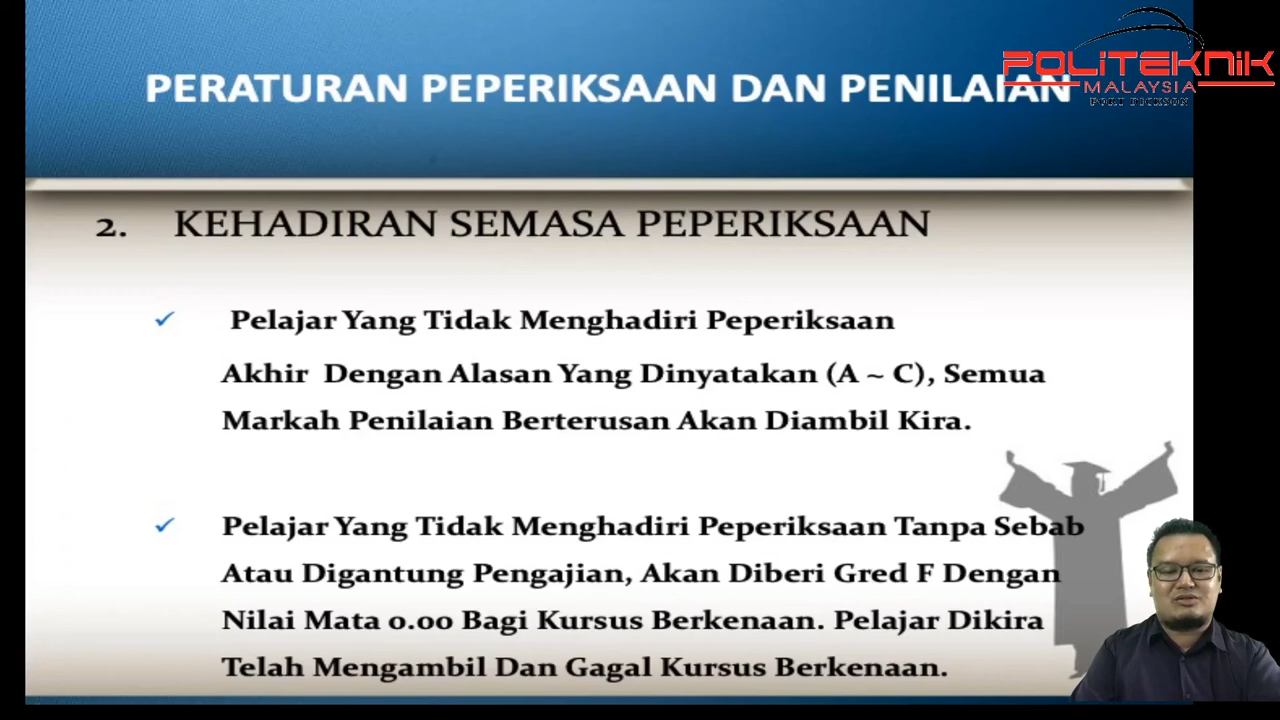 PERATURAN PEPERIKSAAN DAN PENILAIAN
POLITEKNIK
MALAYSIA
PORT DICKSON
2. KEHADIRAN SEMASA PEPERIKSAAN
✓ Pelajar Yang Tidak Menghadiri Peperiksaan
Akhir Dengan Alasan Yang Dinyatakan (A ~ C), Semua
Markah Penilaian Berterusan Akan Diambil Kira.
✓ Pelajar Yang Tidak Menghadiri Peperiksaan Tanpa Sebab
Atau Digantung Pengajian, Akan Diberi Gred F Dengan
Nilai Mata 0.00 Bagi Kursus Berkenaan. Pelajar Dikira
Telah Mengambil Dan Gagal Kursus Berkenaan.